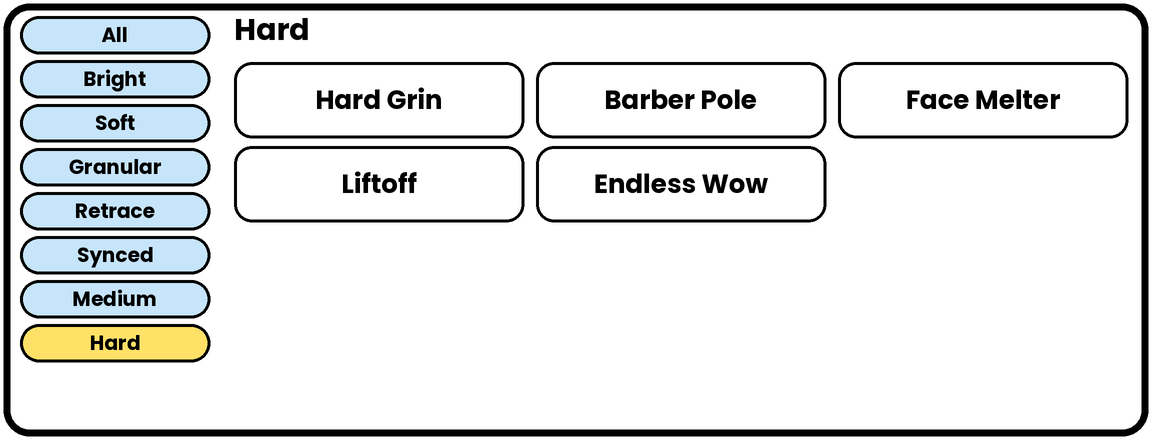 All
Bright
Soft
Granular
Retrace
Synced
Medium
Hard
Hard
Hard Grin
Barber Pole
Face Melter
Liftoff
Endless Wow